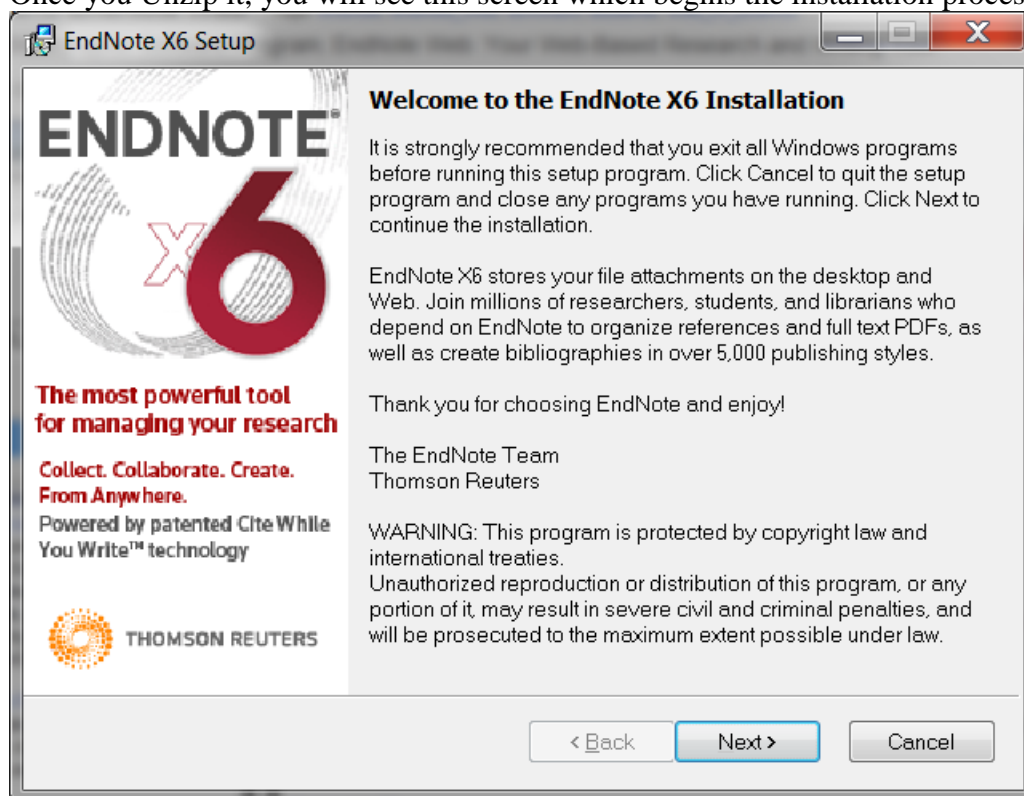 Once you Unzip it, you will see this screen which begins the installation proces
EndNote X6 Setup
ENDNOTE
X6
The most powerful tool
for managing your research
Collect. Collaborate. Create.
From Anywhere.
Powered by patented Cite While
You Write™ technology
THOMSON REUTERS
Welcome to the EndNote X6 Installation
It is strongly recommended that you exit all Windows programs
before running this setup program. Click Cancel to quit the setup
program and close any programs you have running. Click Next to
continue the installation.
EndNote X6 stores your file attachments on the desktop and
Web. Join millions of researchers, students, and librarians who
depend on EndNote to organize references and full text PDFs, as
well as create bibliographies in over 5,000 publishing styles.
Thank you for choosing EndNote and enjoy!
The EndNote Team
Thomson Reuters
WARNING: This program is protected by copyright law and
international treaties.
Unauthorized reproduction or distribution of this program, or any
portion of it, may result in severe civil and criminal penalties, and
will be prosecuted to the maximum extent possible under law.
< Back Next > Cancel